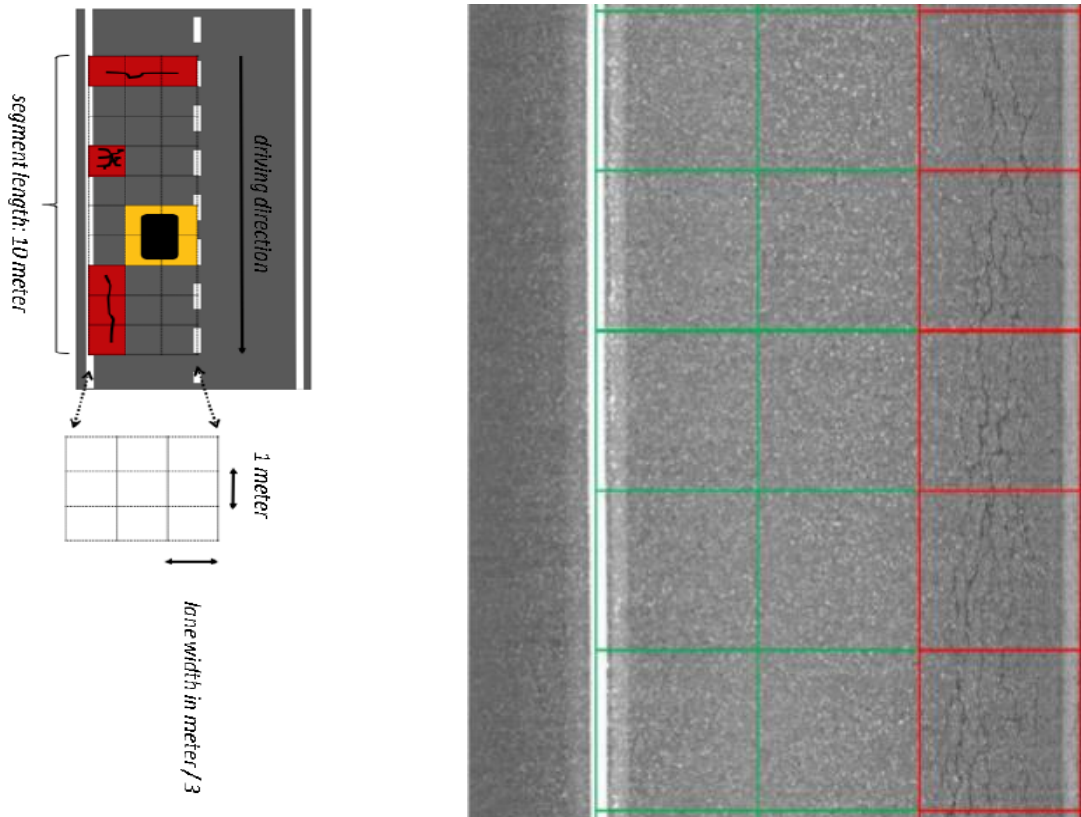 segment length: 10 meter
driving direction
1 meter
lane width in meter / 3